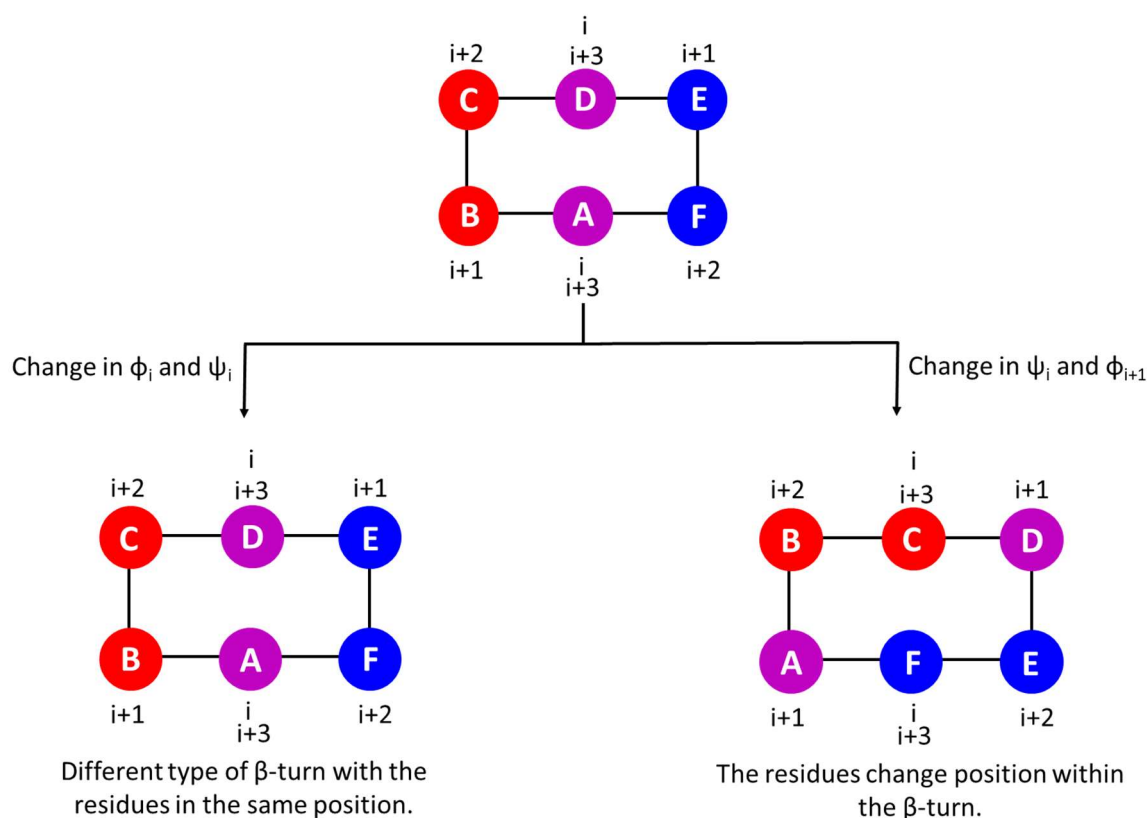 i
i+2 i+3 i+1
C D E
B A F
i+1 i i+2
i+3
Change in ϕi and ψi
Change in ψi and ϕi+1
i
i+2 i+3 i+1
C D E
B A F
i+1 i i+2
i+3
Different type of β-turn with the
residues in the same position.
i
i+2 i+3 i+1
B C D
A F E
i+1 i i+2
i+3
The residues change position within
the β-turn.